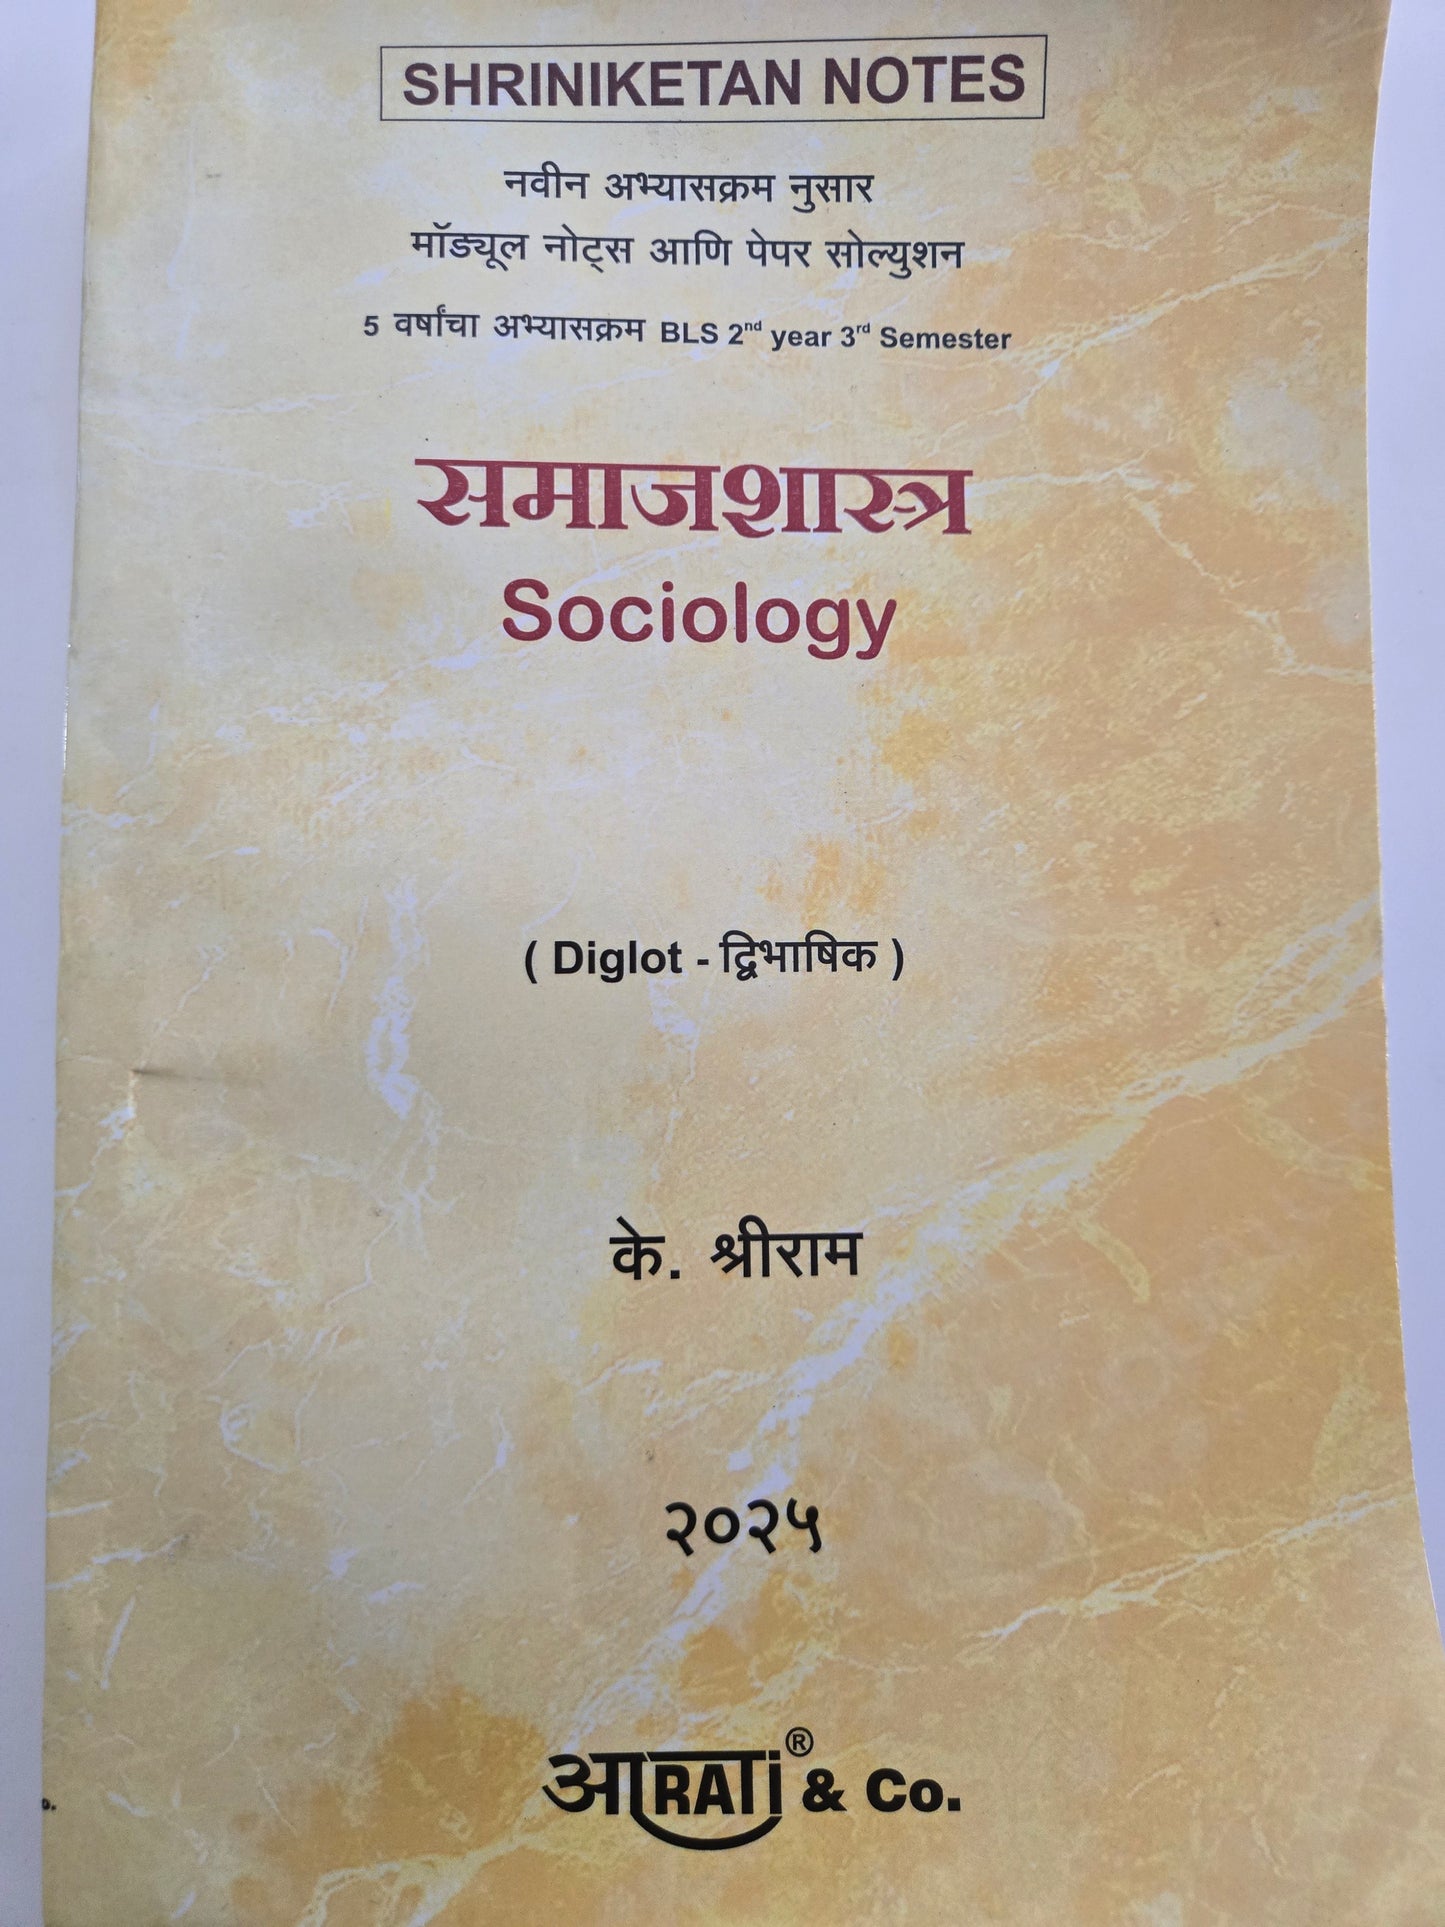 SHRINIKETAN NOTES
नवीन अभ्यासक्रम नुसार
मॉड्यूल नोट्स आणि पेपर सोल्युशन
5 वर्षांचा अभ्यासक्रम BLS 2nd year 3rd Semester
समाजशास्त्र
Sociology
( Diglot - द्विभाषिक )
के. श्रीराम
२०२५
आRATI® & Co.